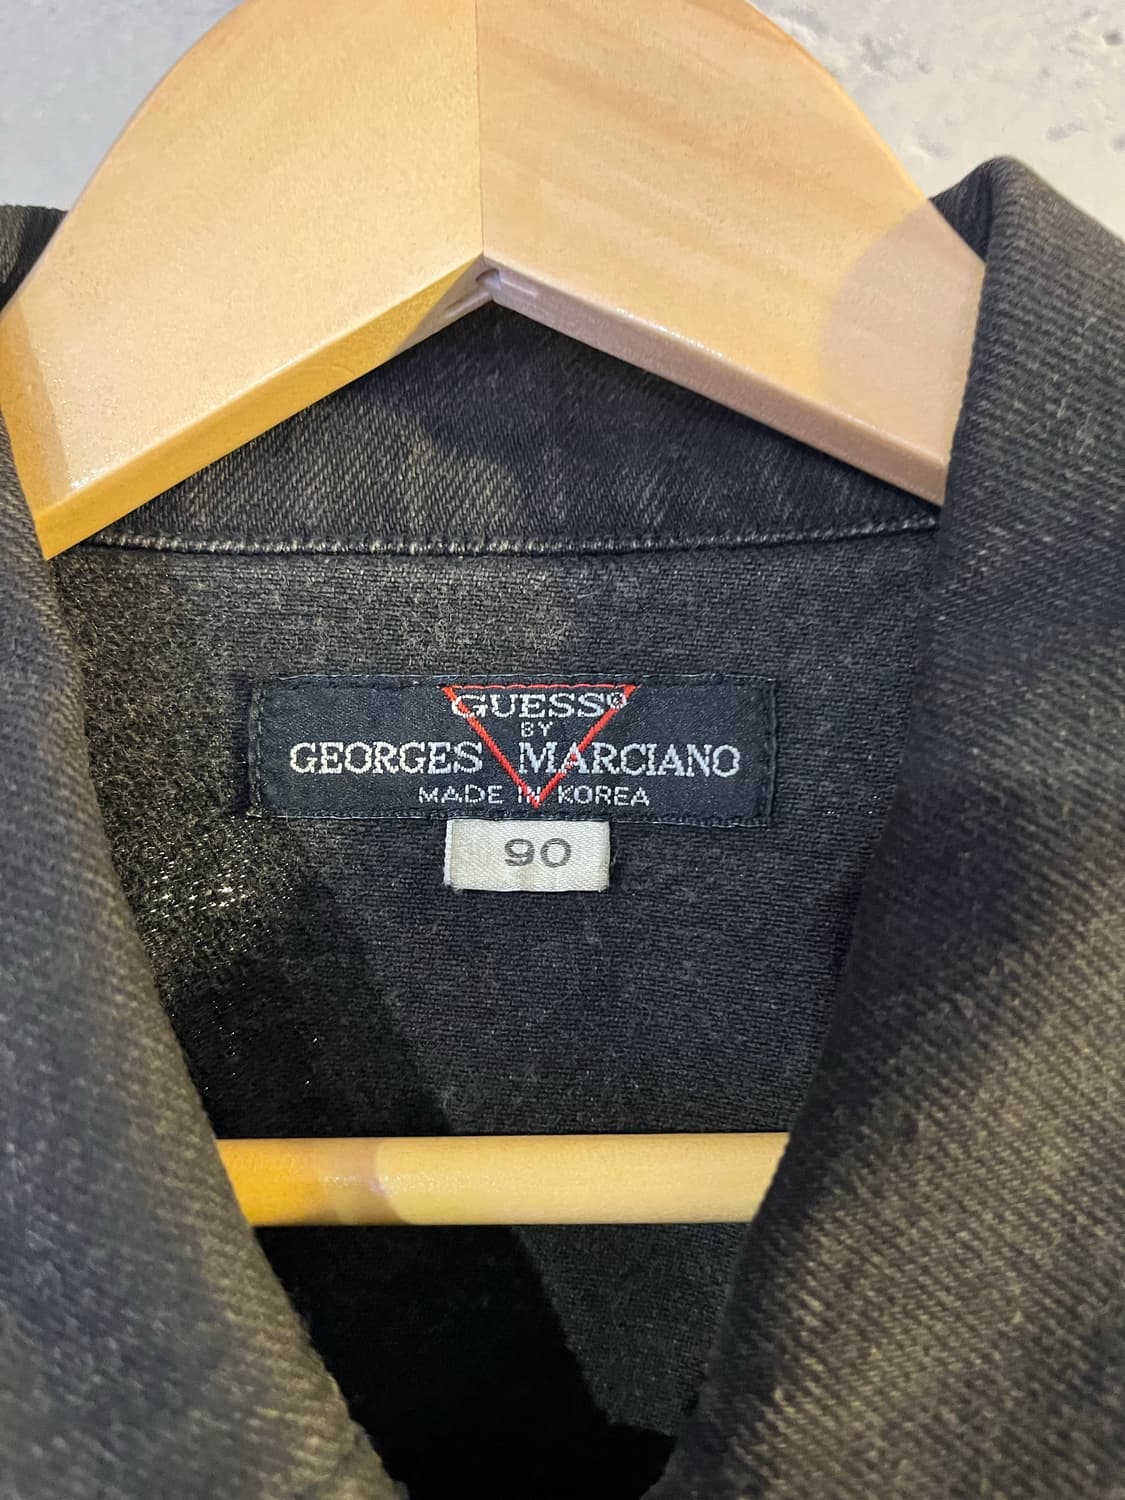 GUESS®
BY
GEORGES MARCIANO
MADE IN KOREA
90